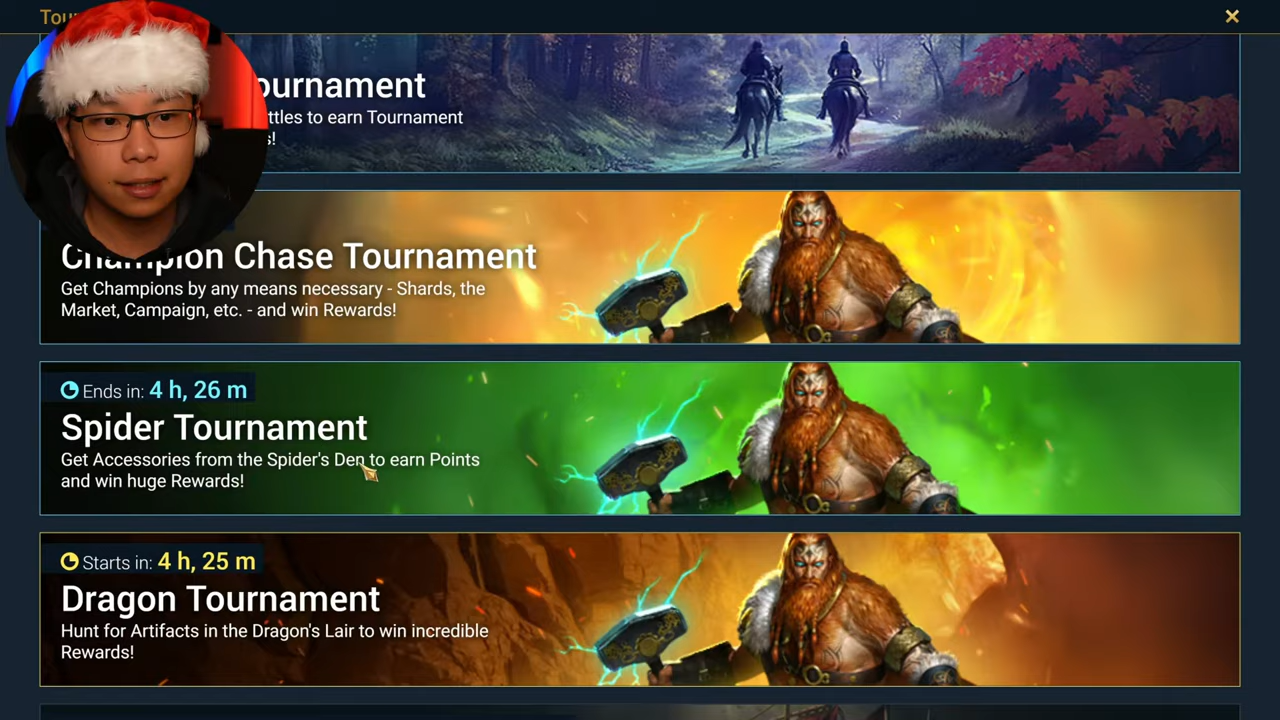 Tour
ournament
ttles to earn Tournament
s!
Champion Chase Tournament
Get Champions by any means necessary - Shards, the
Market, Campaign, etc. - and win Rewards!
Ends in: 4 h, 26 m
Spider Tournament
Get Accessories from the Spider's Den to earn Points
and win huge Rewards!
Starts in: 4 h, 25 m
Dragon Tournament
Hunt for Artifacts in the Dragon's Lair to win incredible
Rewards!